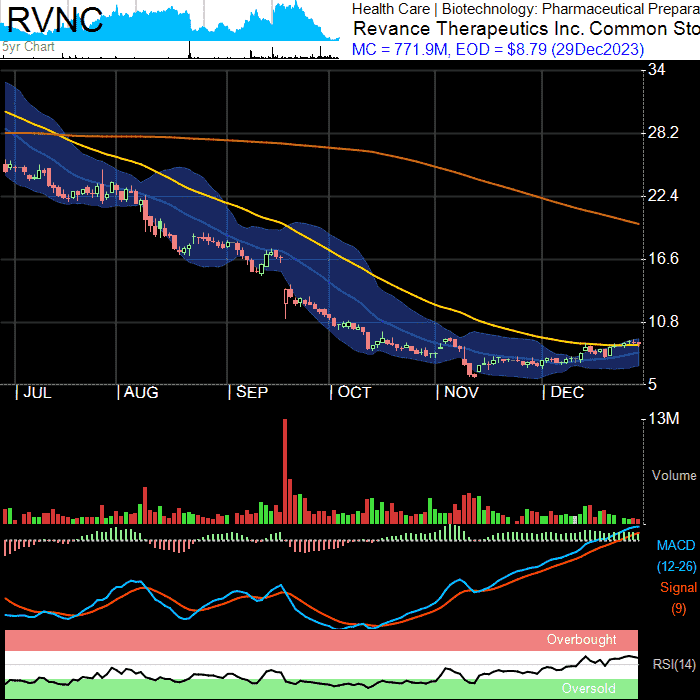 RVNC
5yr Chart
Health Care | Biotechnology: Pharmaceutical Prepara
Revance Therapeutics Inc. Common Sto
MC = 771.9M, EOD = $8.79 (29Dec2023)
34
28.2
22.4
16.6
10.8
5
JUL AUG SEP OCT NOV DEC
13M
Volume
MACD
(12-26)
Signal
(9)
Overbought
RSI(14)
Oversold